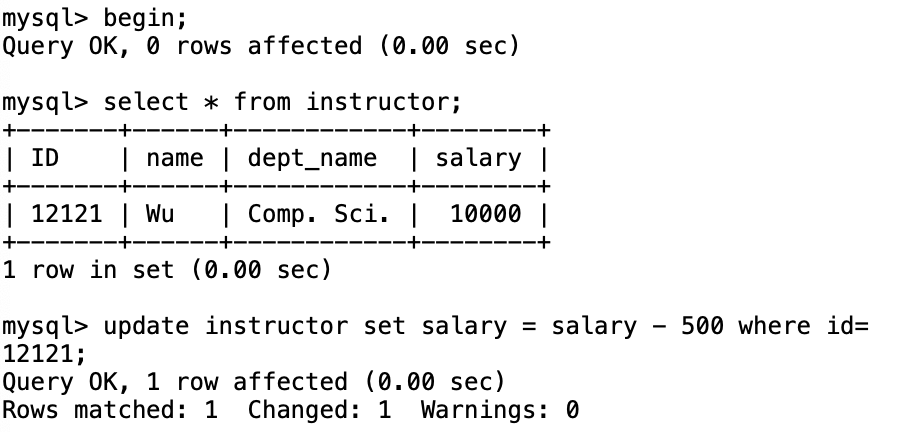 mysql> begin;
Query OK, 0 rows affected (0.00 sec)
mysql> select * from instructor;
+-------+------+------------+--------+
| ID    | name | dept_name  | salary |
+-------+------+------------+--------+
| 12121 | Wu   | Comp. Sci. |  10000 |
+-------+------+------------+--------+
1 row in set (0.00 sec)
mysql> update instructor set salary = salary - 500 where id=
12121;
Query OK, 1 row affected (0.00 sec)
Rows matched: 1  Changed: 1  Warnings: 0